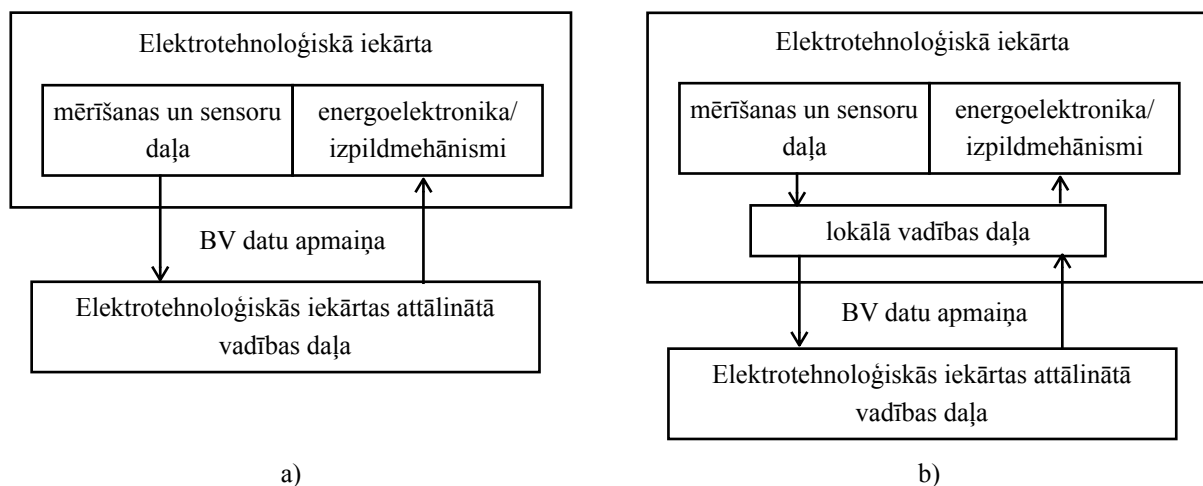 Elektrotehnoloģiskā iekārta
mērīšanas un sensoru
daļa
energoelektronika/
izpildmehānismi
BV datu apmaiņa
Elektrotehnoloģiskās iekārtas attālinātā
vadības daļa
a)
Elektrotehnoloģiskā iekārta
mērīšanas un sensoru
daļa
energoelektronika/
izpildmehānismi
lokālā vadības daļa
BV datu apmaiņa
Elektrotehnoloģiskās iekārtas attālinātā
vadības daļa
b)